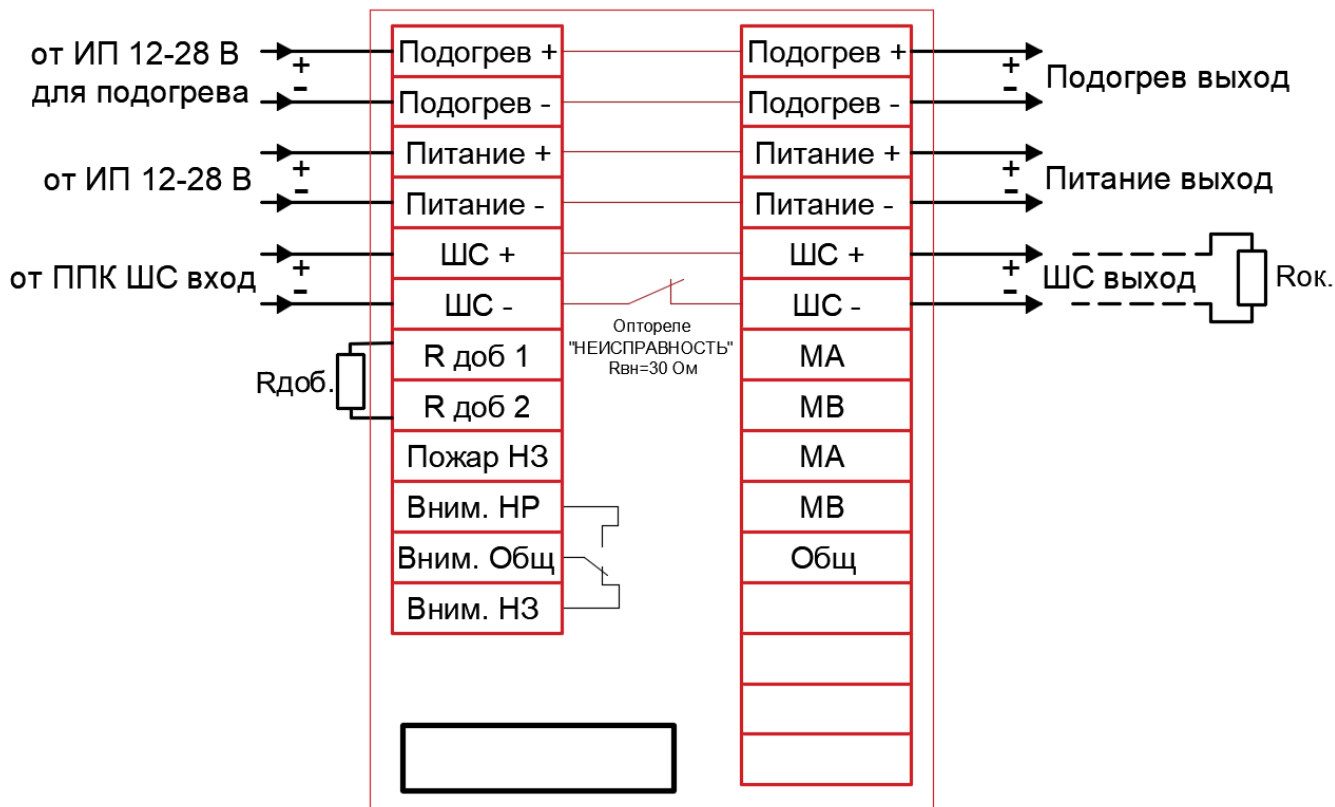 от ИП 12-28 В
для подогрева
+
-
от ИП 12-28 В
+
-
от ППК ШС вход
+
-
Rдоб.
Подогрев +
Подогрев -
Питание +
Питание -
ШС +
ШС -
R доб 1
R доб 2
Пожар НЗ
Вним. НР
Вним. Общ
Вним. НЗ
Оптореле
"НЕИСПРАВНОСТЬ"
Rвн=30 Ом
Подогрев +
Подогрев -
Питание +
Питание -
ШС +
ШС -
МА
МВ
МА
МВ
Общ
+
-
Подогрев выход
+
-
Питание выход
+
-
ШС выход
Rок.